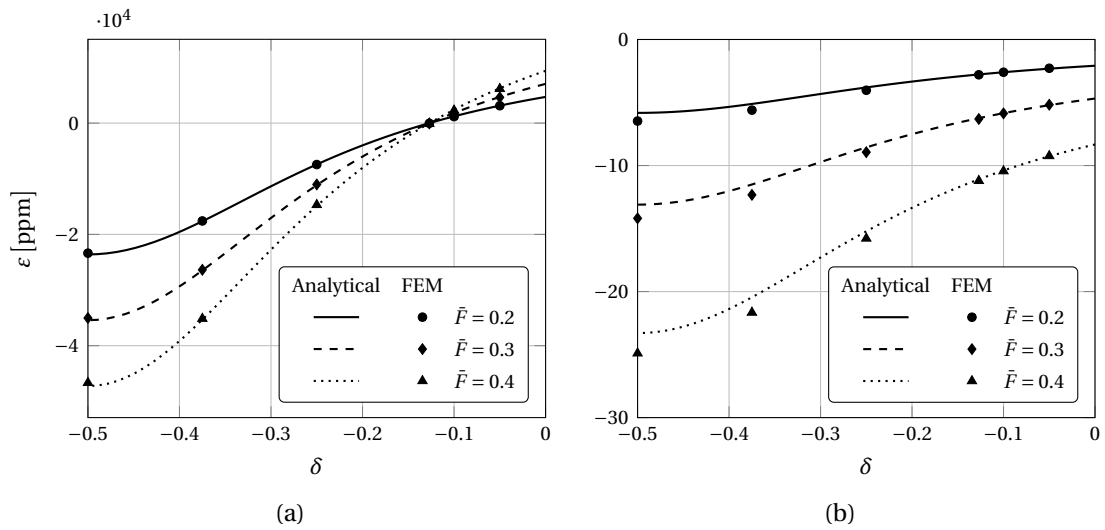 ·10⁴
0
−2
−4
ε [ppm]
−0.5 −0.4 −0.3 −0.2 −0.1 0
δ
Analytical FEM
F̄ = 0.2
F̄ = 0.3
F̄ = 0.4
(a)
0
−10
−20
−30
−0.5 −0.4 −0.3 −0.2 −0.1 0
δ
Analytical FEM
F̄ = 0.2
F̄ = 0.3
F̄ = 0.4
(b)